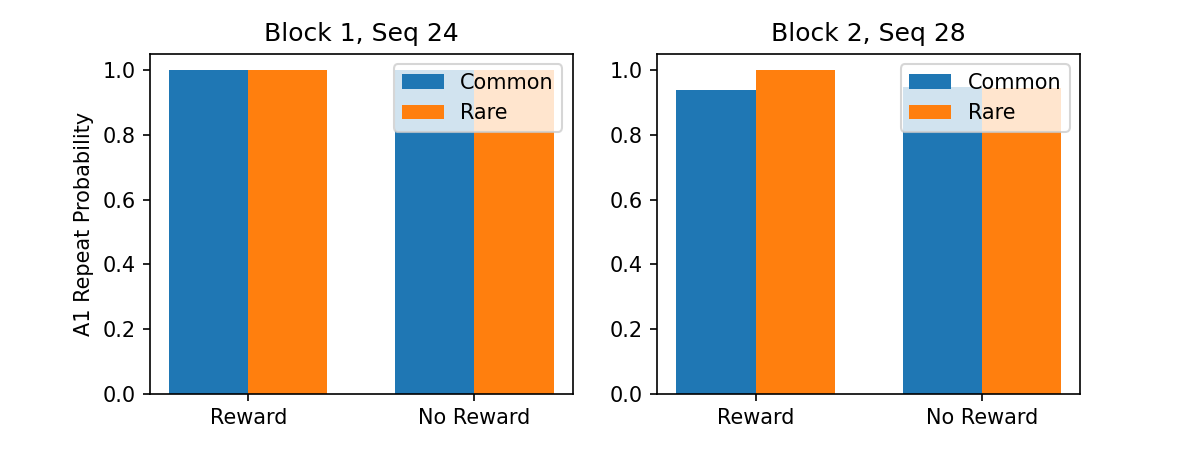 Block 1, Seq 24
A1 Repeat Probability
1.0
0.8
0.6
0.4
0.2
0.0
Common
Rare
Reward
No Reward
Block 2, Seq 28
1.0
0.8
0.6
0.4
0.2
0.0
Common
Rare
Reward
No Reward